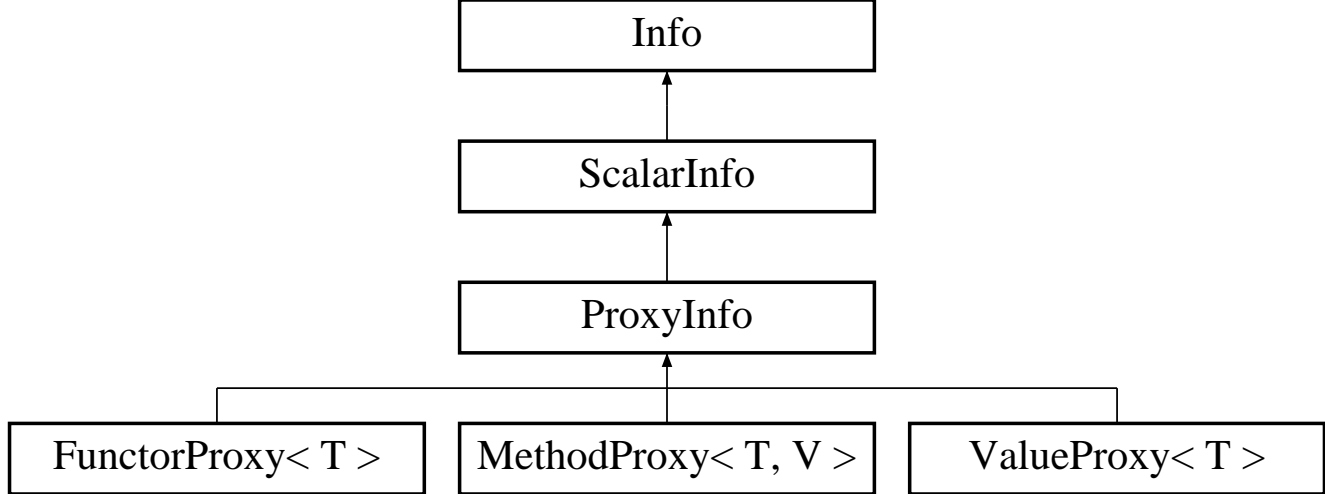 Info
ScalarInfo
ProxyInfo
FunctorProxy< T >
MethodProxy< T, V >
ValueProxy< T >